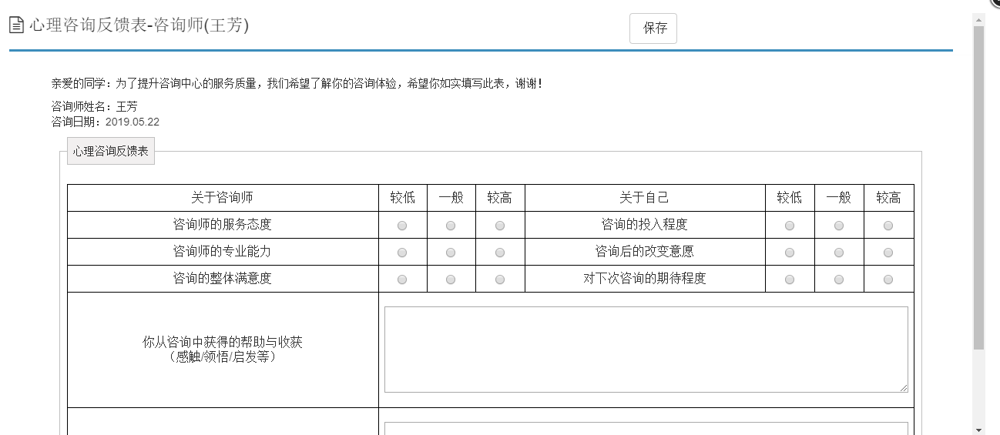 心理咨询反馈表-咨询师(王芳)
保存
亲爱的同学：为了提升咨询中心的服务质量，我们希望了解你的咨询体验，希望你如实填写此表，谢谢！
咨询师姓名：王芳
咨询日期：2019.05.22
心理咨询反馈表
关于咨询师 较低 一般 较高 关于自己 较低 一般 较高
咨询师的服务态度 咨询的投入程度
咨询师的专业能力 咨询后的改变意愿
咨询的整体满意度 对下次咨询的期待程度
你从咨询中获得的帮助与收获
（感触/领悟/启发等）